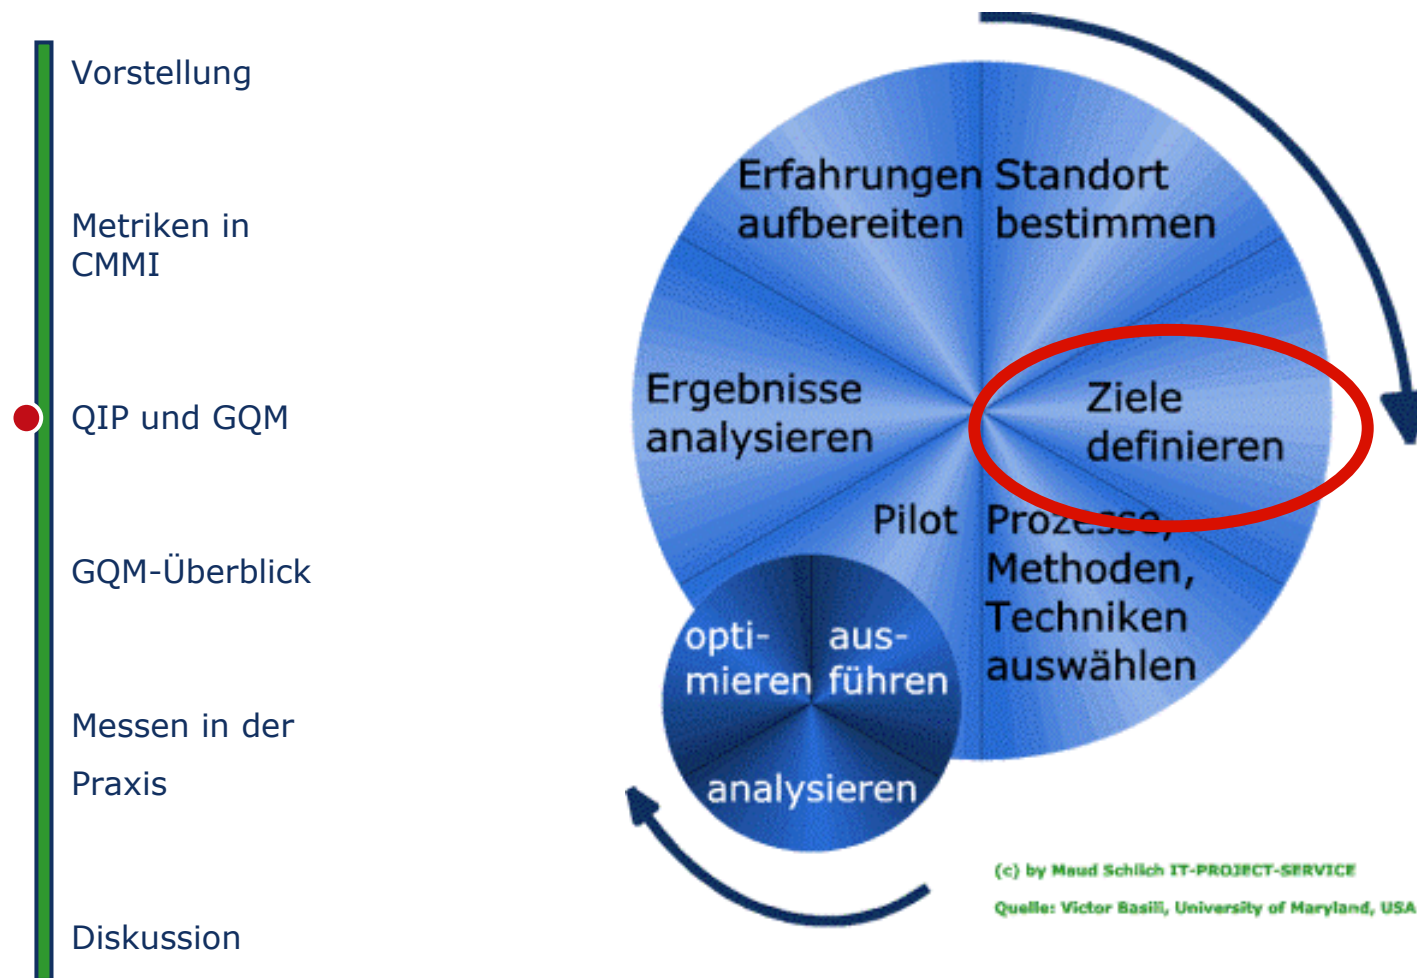 Vorstellung
Metriken in
CMMI
QIP und GQM
GQM-Überblick
Messen in der
Praxis
Diskussion
Erfahrungen
aufbereiten
Standort
bestimmen
Ergebnisse
analysieren
Ziele
definieren
Pilot
Prozesse,
Methoden,
Techniken
auswählen
opti-
mieren
aus-
führen
analysieren
(c) by Maud Schlich IT-PROJECT-SERVICE
Quelle: Victor Basili, University of Maryland, USA